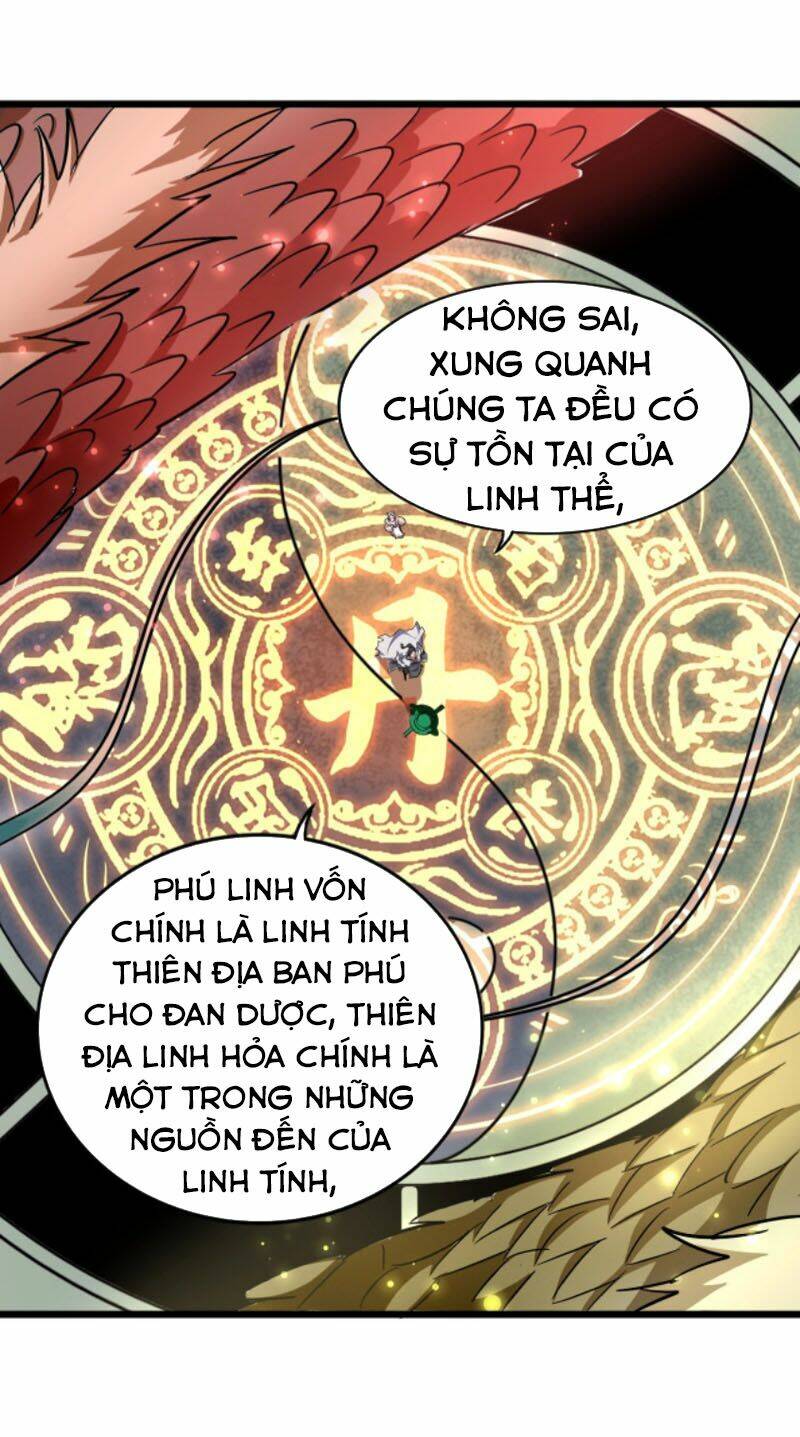 KHÔNG SAI,
XUNG QUANH
CHÚNG TA ĐỀU CÓ
SỰ TỒN TẠI CỦA
LINH THỂ,
丹
PHÚ LINH VỐN
CHÍNH LÀ LINH TÍNH
THIÊN ĐỊA BAN PHÚ
CHO ĐAN DƯỢC, THIÊN
ĐỊA LINH HỎA CHÍNH LÀ
MỘT TRONG NHỮNG
NGUỒN ĐẾN CỦA
LINH TÍNH,